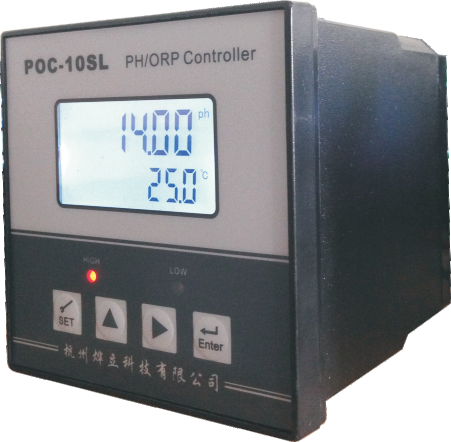 POC-10SL PH/ORP Controller
14.00 ph
25.0 °C
HIGH LOW
SET Enter
杭州烨立科技有限公司